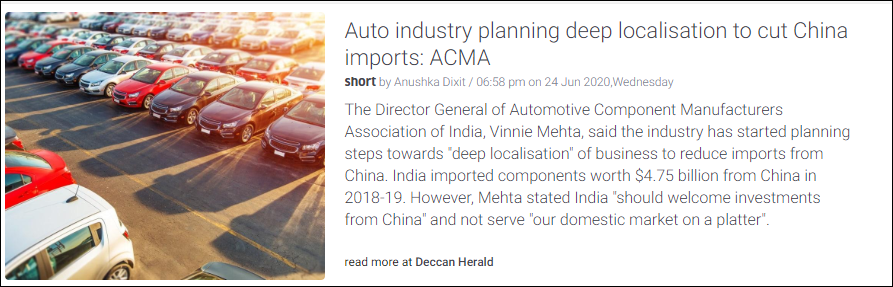 Auto industry planning deep localisation to cut China
imports: ACMA
short by Anushka Dixit / 06:58 pm on 24 Jun 2020,Wednesday
The Director General of Automotive Component Manufacturers
Association of India, Vinnie Mehta, said the industry has started planning
steps towards "deep localisation" of business to reduce imports from
China. India imported components worth $4.75 billion from China in
2018-19. However, Mehta stated India "should welcome investments
from China" and not serve "our domestic market on a platter".
read more at Deccan Herald